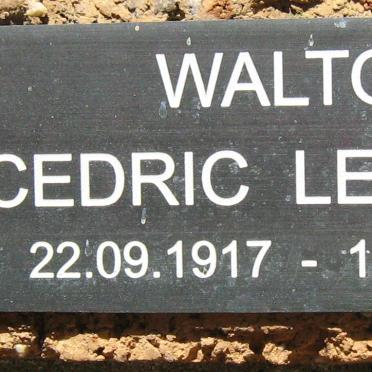 WALTO
CEDRIC LE
22.09.1917 - 1